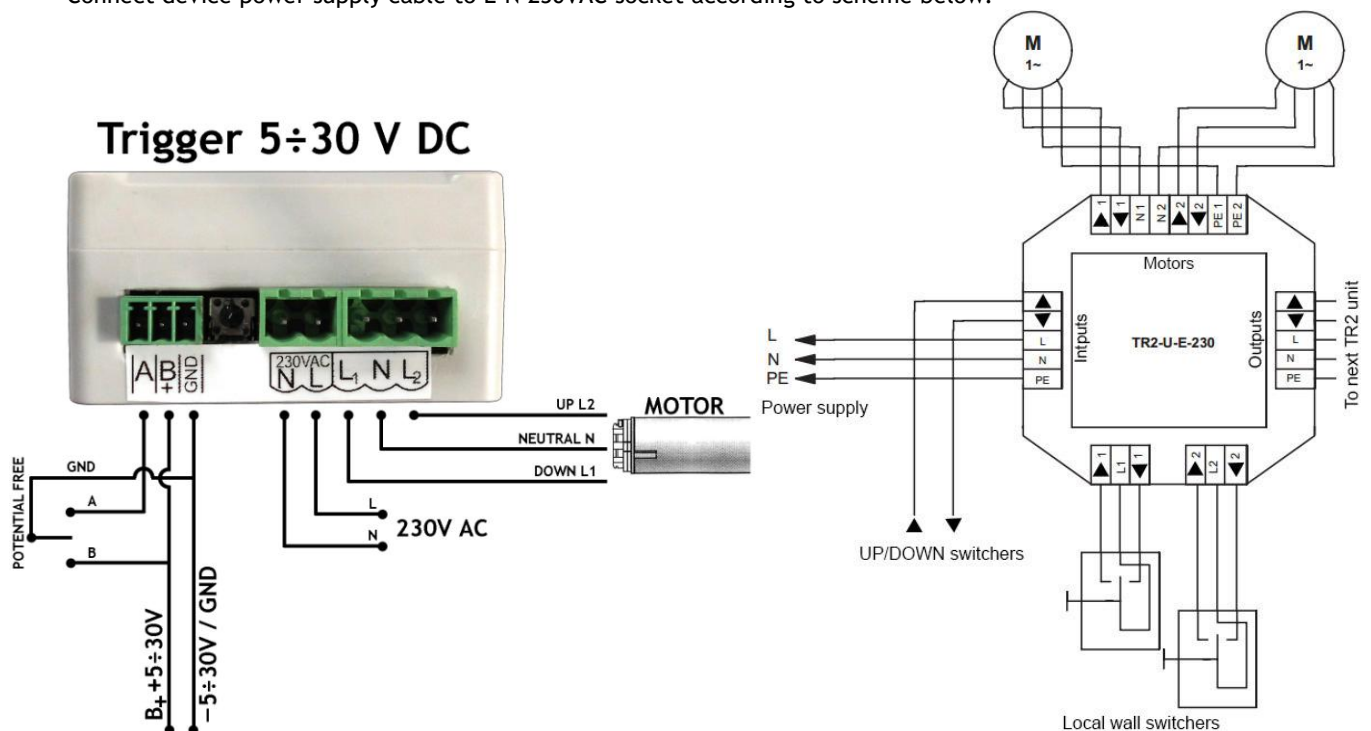 Connect device power supply cable to L N 230VAC socket according to scheme below.
Trigger 5÷30 V DC
A B+ GND
230VAC
N L L1 N L2
UP L2
NEUTRAL N
DOWN L1
MOTOR
POTENTIAL FREE
GND
A
B
L
N
230V AC
B+ +5÷30V
−5÷30V / GND
M
1~
M
1~
▲ 1
▼ 1
N 1
N 2
▲ 2
▼ 2
PE 1
PE 2
Motors
▲
▼
L
N
PE
Intputs
TR2-U-E-230
Outputs
▲
▼
L
N
PE
To next TR2 unit
L
N
PE
Power supply
▲ 1
L1
▼ 1
▲ 2
L2
▼ 2
▲ ▼
UP/DOWN switchers
Local wall switchers